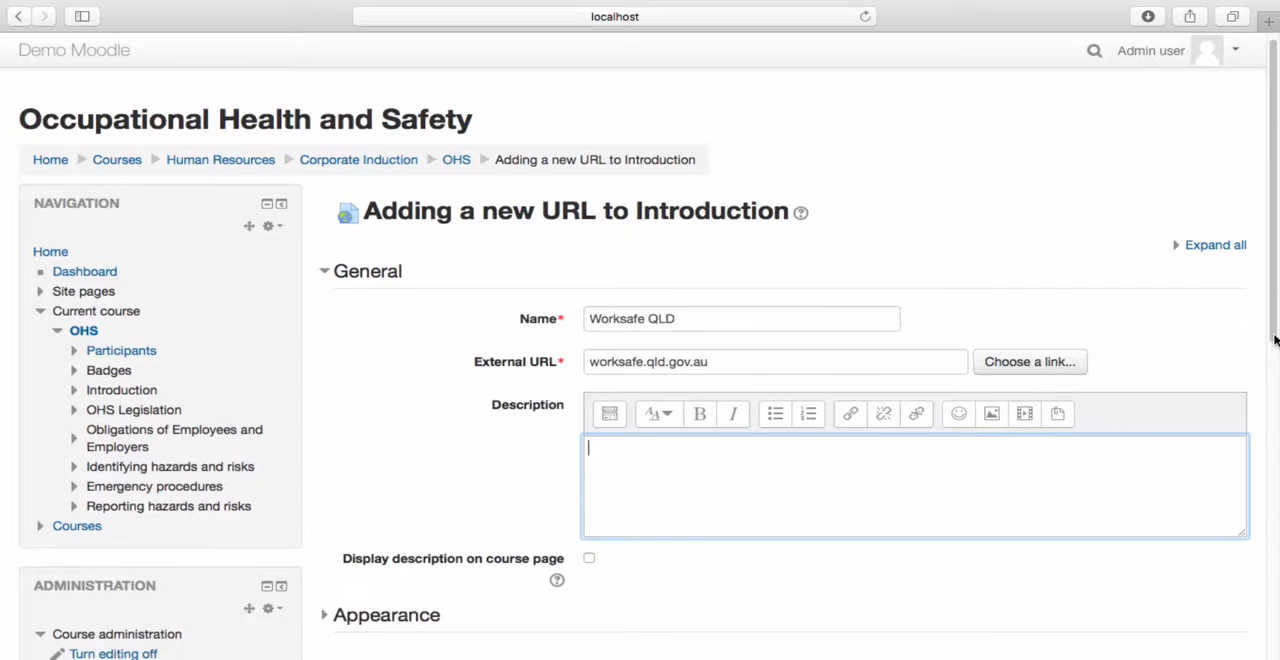 localhost
Demo Moodle
Admin user
Occupational Health and Safety
Home Courses Human Resources Corporate Induction OHS Adding a new URL to Introduction
NAVIGATION
Home
Dashboard
Site pages
Current course
OHS
Participants
Badges
Introduction
OHS Legislation
Obligations of Employees and
Employers
Identifying hazards and risks
Emergency procedures
Reporting hazards and risks
Courses
ADMINISTRATION
Course administration
Turn editing off
Adding a new URL to Introduction
Expand all
General
Name* Worksafe QLD
External URL* worksafe.qld.gov.au Choose a link...
Description
Display description on course page
Appearance